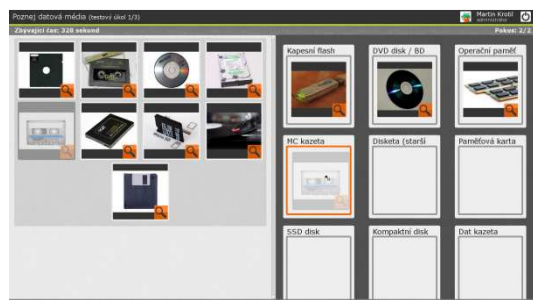 Poznej datová média (testový úkol 1/3)
Martin Krobl
administrátor
Zbývající čas: 328 sekund
Pokus: 2/2
Kapesní flash
DVD disk / BD
Operační paměť
MC kazeta
Disketa (starší
Paměťová karta
SSD disk
Kompaktní disk
Dat kazeta